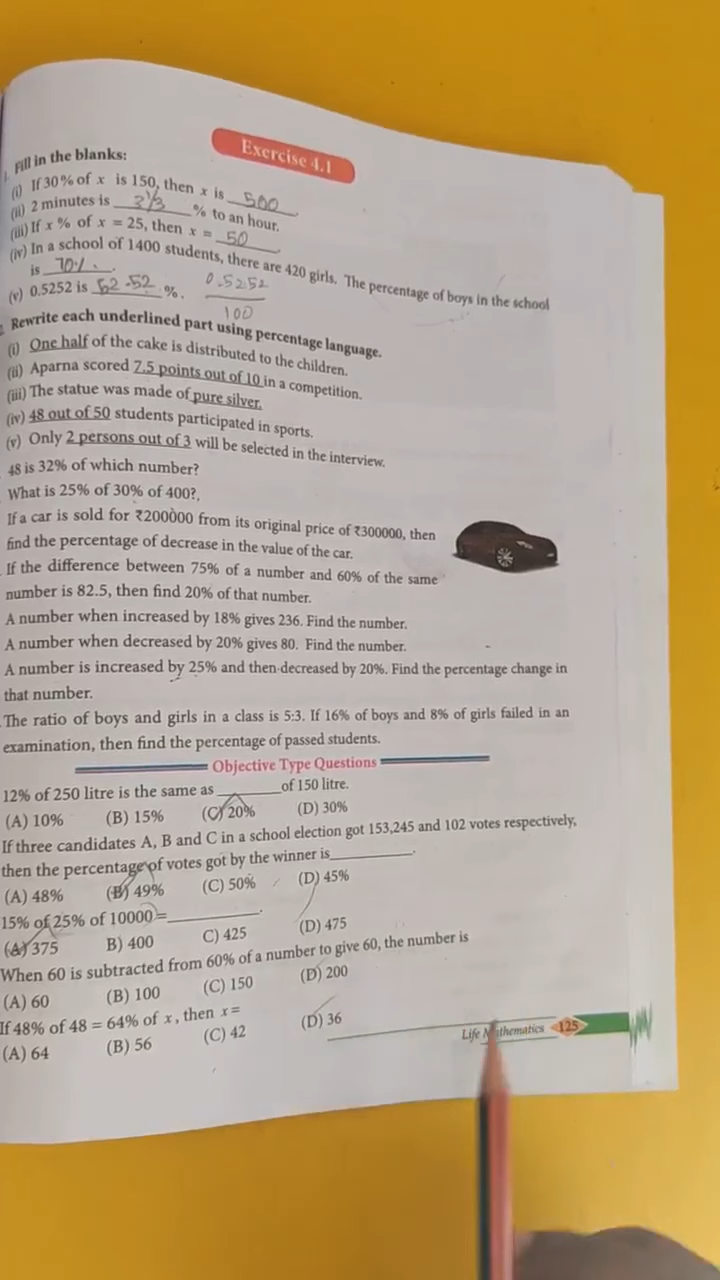 Exercise 4.1
1. Fill in the blanks:
(i) If 30% of x is 150, then x is 500.
(ii) 2 minutes is 3 1/3 % to an hour.
(iii) If x % of x = 25, then x = 50.
(iv) In a school of 1400 students, there are 420 girls. The percentage of boys in the school
is 70%.
(v) 0.5252 is 52.52 %. 0.5252
100
Rewrite each underlined part using percentage language.
(i) One half of the cake is distributed to the children.
(ii) Aparna scored 7.5 points out of 10 in a competition.
(iii) The statue was made of pure silver.
(iv) 48 out of 50 students participated in sports.
(v) Only 2 persons out of 3 will be selected in the interview.
48 is 32% of which number?
What is 25% of 30% of 400?
If a car is sold for ₹200000 from its original price of ₹300000, then
find the percentage of decrease in the value of the car.
If the difference between 75% of a number and 60% of the same
number is 82.5, then find 20% of that number.
A number when increased by 18% gives 236. Find the number.
A number when decreased by 20% gives 80. Find the number.
A number is increased by 25% and then decreased by 20%. Find the percentage change in
that number.
The ratio of boys and girls in a class is 5:3. If 16% of boys and 8% of girls failed in an
examination, then find the percentage of passed students.
Objective Type Questions
12% of 250 litre is the same as ________ of 150 litre.
(A) 10% (B) 15% (C) 20% (D) 30%
If three candidates A, B and C in a school election got 153,245 and 102 votes respectively,
then the percentage of votes got by the winner is__________.
(A) 48% (B) 49% (C) 50% (D) 45%
15% of 25% of 10000 = __________.
(A) 375 B) 400 C) 425 (D) 475
When 60 is subtracted from 60% of a number to give 60, the number is
(A) 60 (B) 100 (C) 150 (D) 200
If 48% of 48 = 64% of x, then x =
(A) 64 (B) 56 (C) 42 (D) 36
Life Mathematics 125